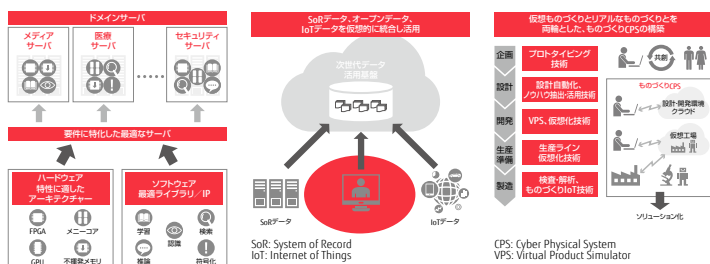 ドメインサーバ
メディア
サーバ
医療
サーバ
セキュリティ
サーバ
要件に特化した最適なサーバ
ハードウェア
特性に適した
アーキテクチャー
FPGA
メニーコア
GPU
不揮発メモリ
ソフトウェア
最適ライブラリ/IP
学習
認識
検索
推論
符号化
SoRデータ、オープンデータ、
IoTデータを仮想的に統合し活用
次世代データ
活用基盤
SoRデータ
IoTデータ
SoR: System of Record
IoT: Internet of Things
仮想ものづくりとリアルなものづくりとを
両輪とした、ものづくりCPSの構築
企画
プロトタイピング
技術
共創
設計
設計自動化、
ノウハウ抽出・活用技術
開発
VPS、仮想化技術
生産
準備
生産ライン
仮想化技術
製造
検査・解析、
ものづくりIoT技術
ものづくりCPS
設計・開発環境
クラウド
仮想工場
ソリューション化
CPS: Cyber Physical System
VPS: Virtual Product Simulator